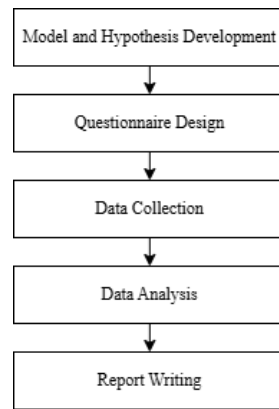 Model and Hypothesis Development
Questionnaire Design
Data Collection
Data Analysis
Report Writing